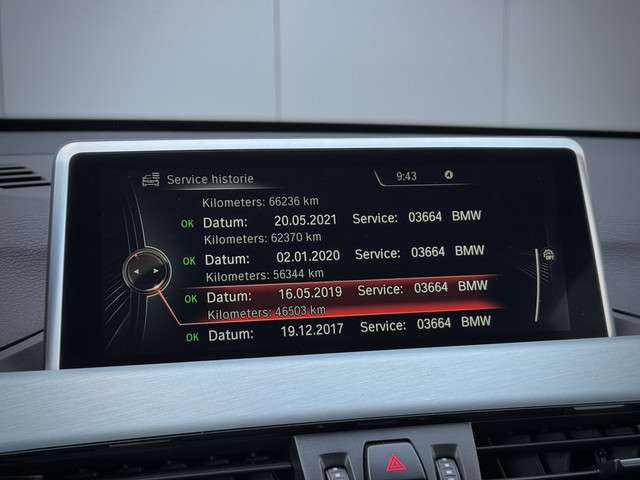 Service historie
9:43
Kilometers: 66236 km
OK Datum: 20.05.2021 Service: 03664 BMW
Kilometers: 62370 km
OK Datum: 02.01.2020 Service: 03664 BMW
Kilometers: 56344 km
OK Datum: 16.05.2019 Service: 03664 BMW
Kilometers: 46503 km
OK Datum: 19.12.2017 Service: 03664 BMW